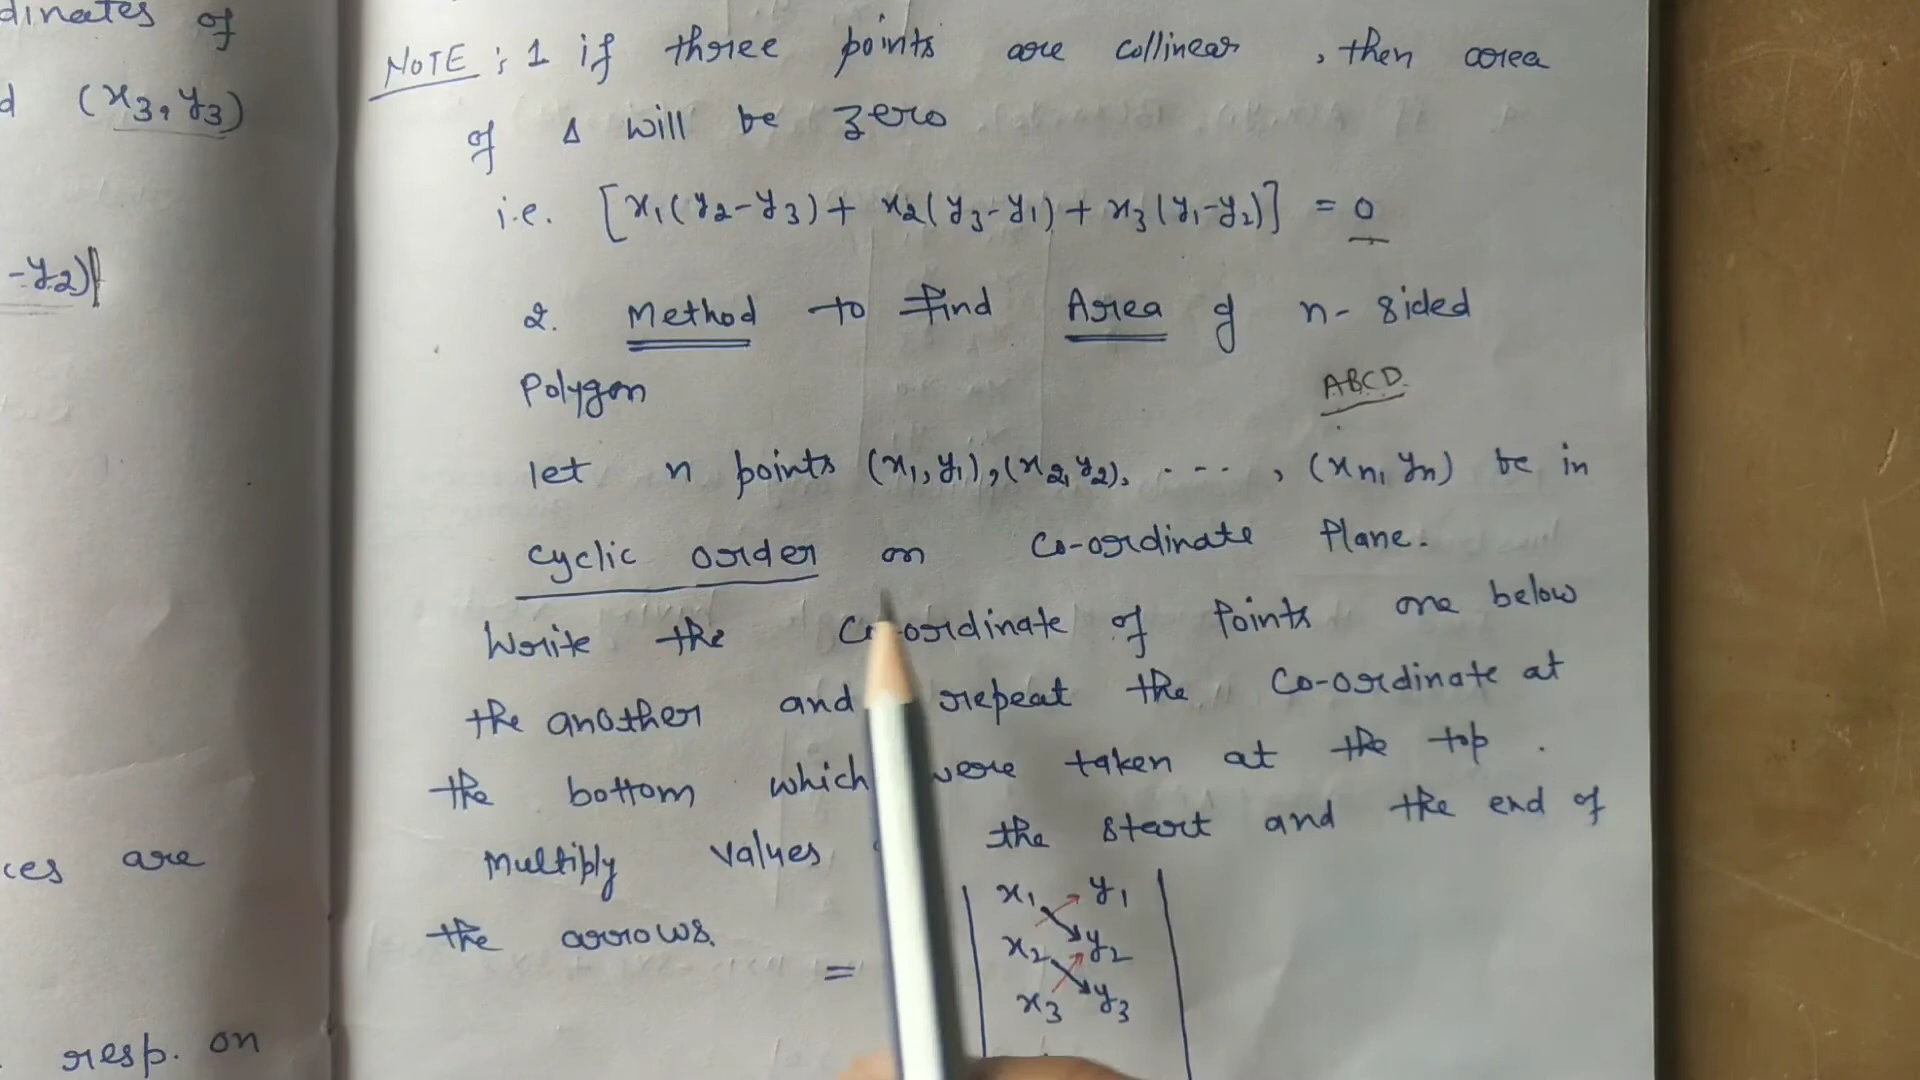 dinates of
d (x3, y3)
-y2)|
ces are
resp. on
NOTE : 1 if three points are collinear , then area
of Δ will be zero
i.e. [x1(y2-y3)+ x2(y3-y1)+ x3(y1-y2)] = 0
2. Method to find Area of n- sided
Polygon
ABCD
let n points (x1, y1), (x2, y2), - - - , (xn, yn) be in
cyclic order on Co-ordinate Plane.
Write the Co-ordinate of Points one below
the another and repeat the Co-ordinate at
the bottom which were taken at the top .
Multiply values the start and the end of
the arrows.
= | x1 y1 |
x2 y2
x3 y3